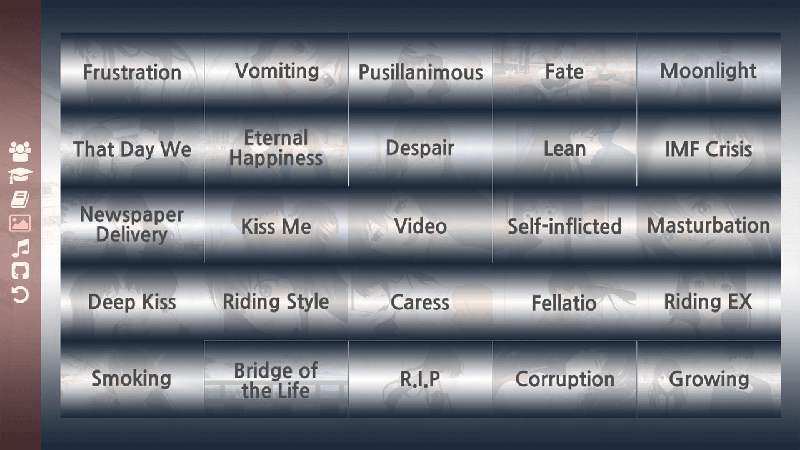 Frustration
Vomiting
Pusillanimous
Fate
Moonlight
That Day We
Eternal
Happiness
Despair
Lean
IMF Crisis
Newspaper
Delivery
Kiss Me
Video
Self-inflicted
Masturbation
Deep Kiss
Riding Style
Caress
Fellatio
Riding EX
Smoking
Bridge of
the Life
R.I.P
Corruption
Growing